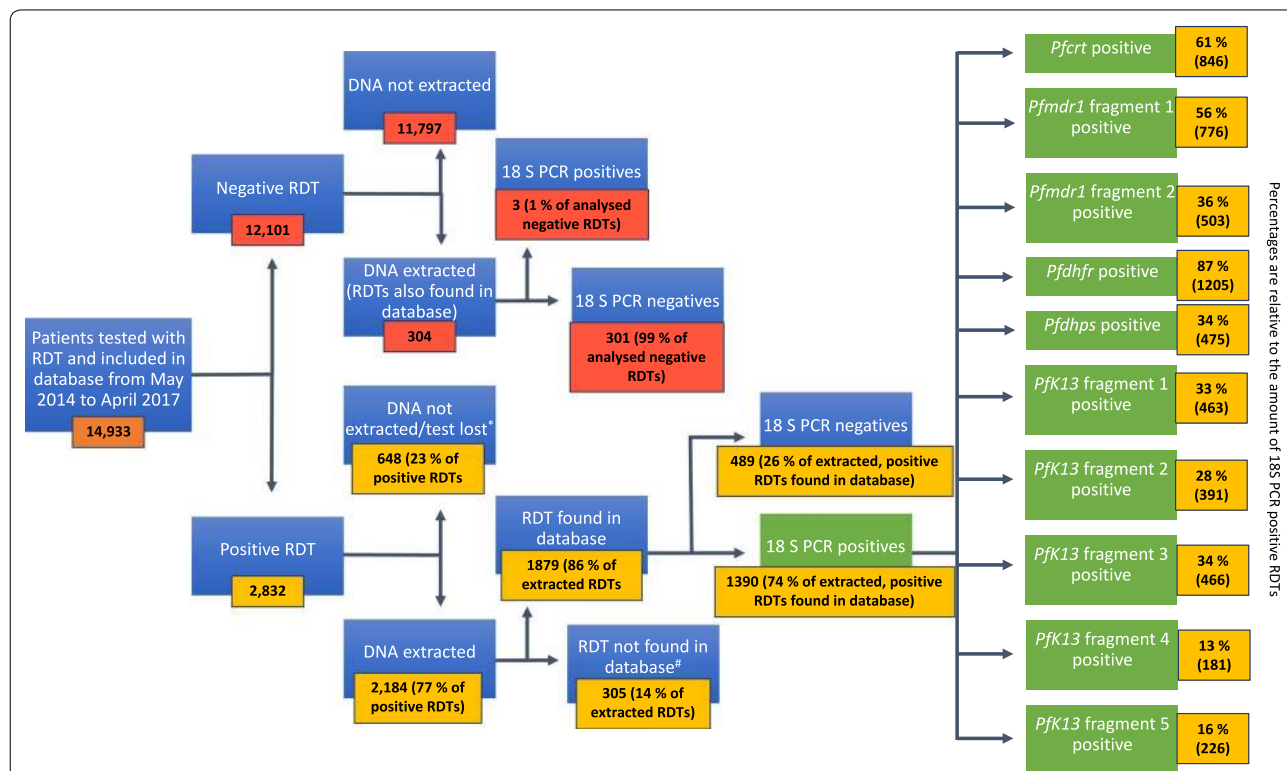 Patients tested with
RDT and included in
database from May
2014 to April 2017
14,933
Negative RDT
12,101
Positive RDT
2,832
DNA not extracted
11,797
DNA extracted
(RDTs also found in
database)
304
18 S PCR positives
3 (1 % of analysed
negative RDTs)
18 S PCR negatives
301 (99 % of
analysed negative
RDTs)
DNA not
extracted/test lost*
648 (23 % of
positive RDTs
DNA extracted
2,184 (77 % of
positive RDTs)
RDT found in
database
1879 (86 % of
extracted RDTs
RDT not found in
database#
305 (14 % of
extracted RDTs)
18 S PCR negatives
489 (26 % of extracted, positive
RDTs found in database)
18 S PCR positives
1390 (74 % of extracted, positive
RDTs found in database)
Pfcrt positive
61 %
(846)
Pfmdr1 fragment 1
positive
56 %
(776)
Pfmdr1 fragment 2
positive
36 %
(503)
Pfdhfr positive
87 %
(1205)
Pfdhps positive
34 %
(475)
PfK13 fragment 1
positive
33 %
(463)
PfK13 fragment 2
positive
28 %
(391)
PfK13 fragment 3
positive
34 %
(466)
PfK13 fragment 4
positive
13 %
(181)
PfK13 fragment 5
positive
16 %
(226)
Percentages are relative to the amount of 18S PCR positive RDTs